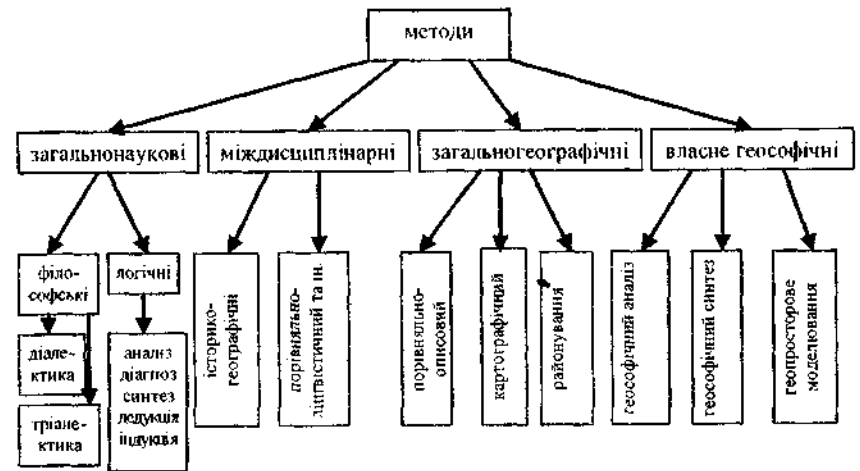 методи
загальнонаукові
міждисциплінарні
загальногеографічні
власне геософічні
філо-
софські
логічні
історико-
географічні
порівняльно-
лінгвістичний та ін.
порівняльно-
описовий
картографічний
районування
геософічний аналіз
геософічний синтез
геопросторове
моделювання
діале-
ктика
тріале-
ктика
аналіз
діагноз
синтез
дедукція
індукція